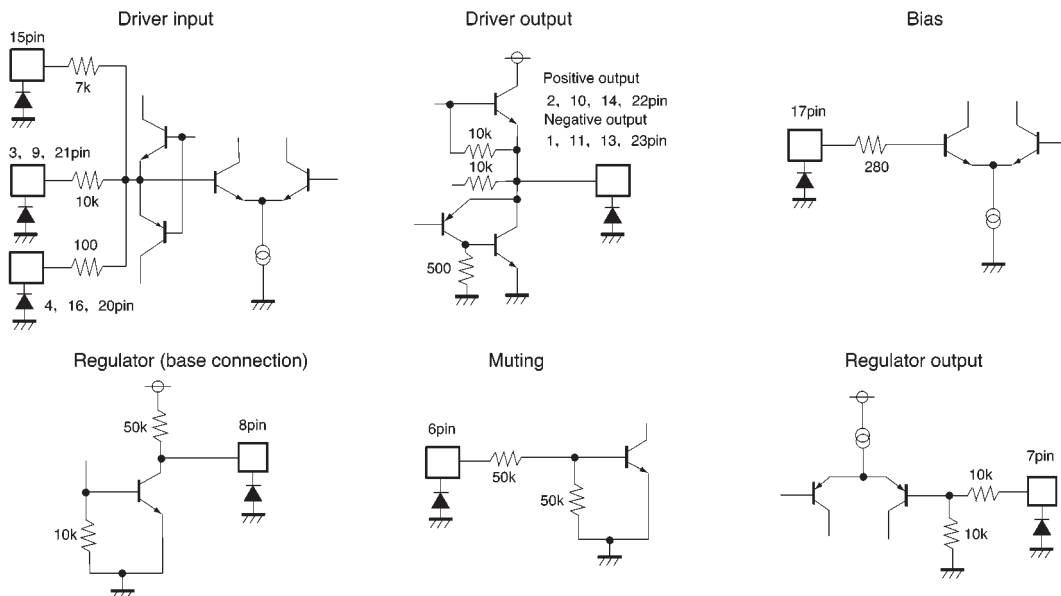 Driver input
15pin
7k
3, 9, 21pin
10k
100
4, 16, 20pin
Driver output
Positive output
2, 10, 14, 22pin
Negative output
1, 11, 13, 23pin
10k
10k
500
Bias
17pin
280
Regulator (base connection)
50k
8pin
10k
Muting
6pin
50k
50k
Regulator output
7pin
10k
10k